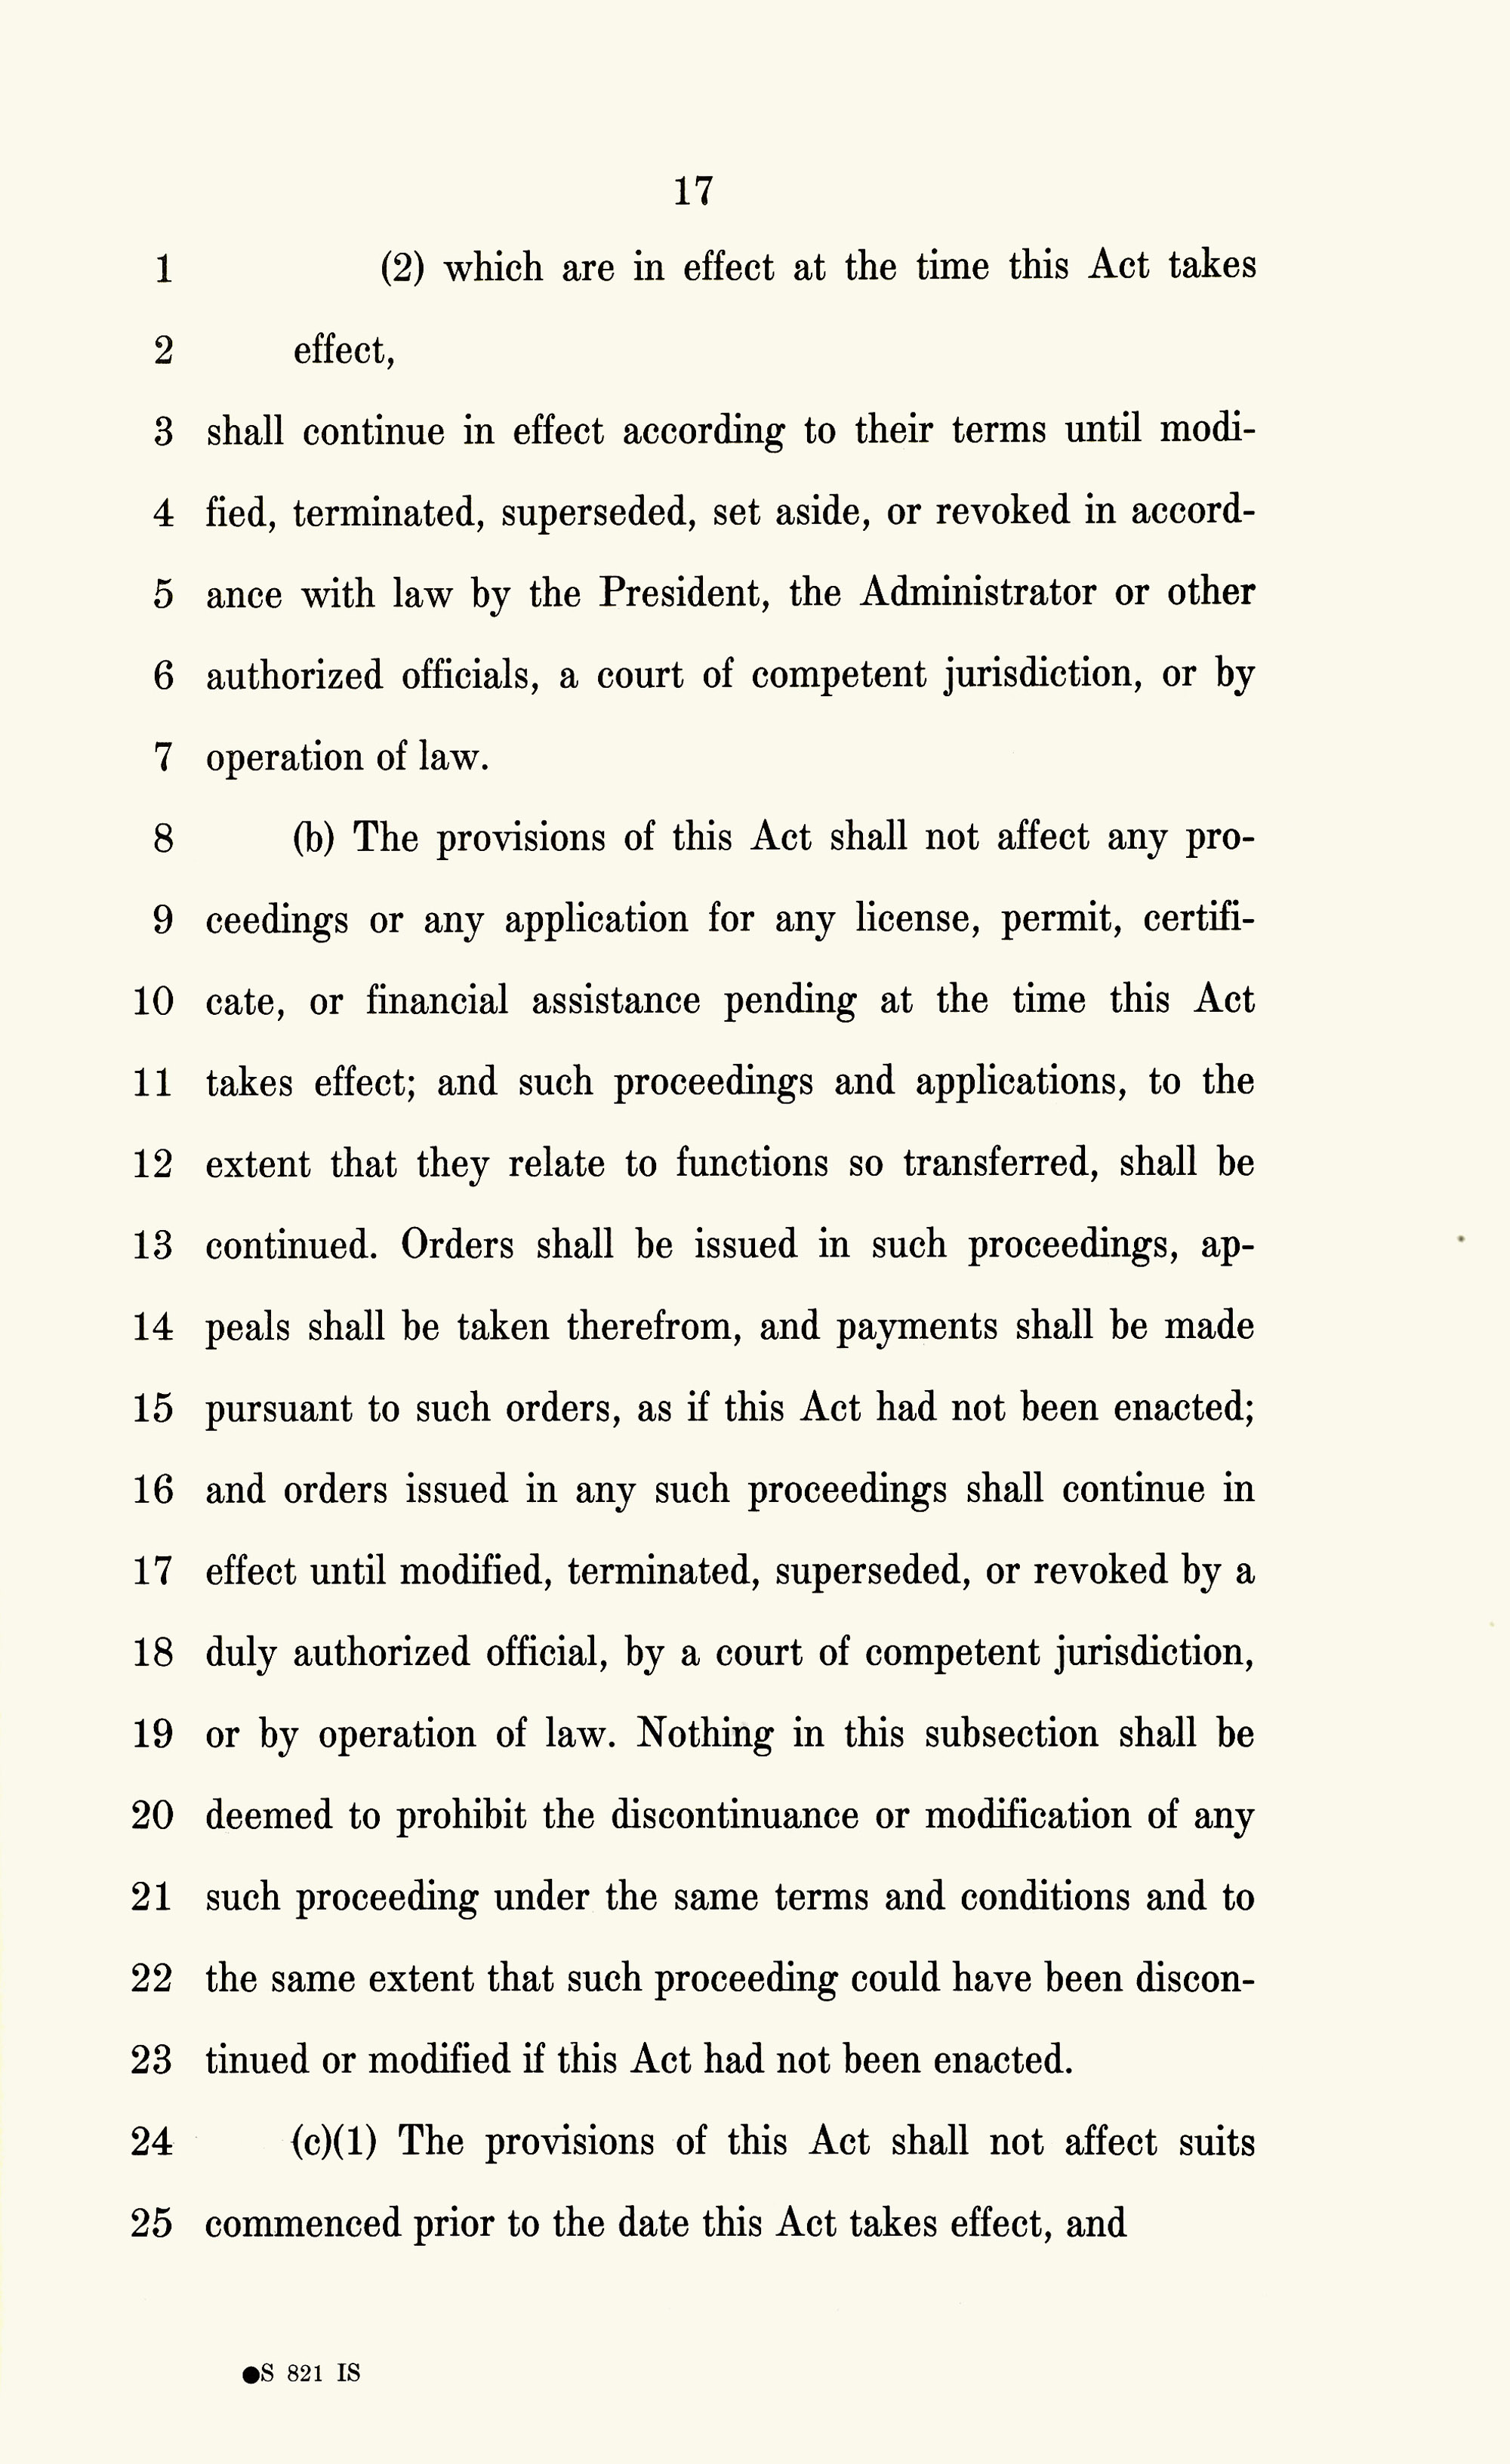 17
1 (2) which are in effect at the time this Act takes
2 effect,
3 shall continue in effect according to their terms until modi-
4 fied, terminated, superseded, set aside, or revoked in accord-
5 ance with law by the President, the Administrator or other
6 authorized officials, a court of competent jurisdiction, or by
7 operation of law.
8 (b) The provisions of this Act shall not affect any pro-
9 ceedings or any application for any license, permit, certifi-
10 cate, or financial assistance pending at the time this Act
11 takes effect; and such proceedings and applications, to the
12 extent that they relate to functions so transferred, shall be
13 continued. Orders shall be issued in such proceedings, ap-
14 peals shall be taken therefrom, and payments shall be made
15 pursuant to such orders, as if this Act had not been enacted;
16 and orders issued in any such proceedings shall continue in
17 effect until modified, terminated, superseded, or revoked by a
18 duly authorized official, by a court of competent jurisdiction,
19 or by operation of law. Nothing in this subsection shall be
20 deemed to prohibit the discontinuance or modification of any
21 such proceeding under the same terms and conditions and to
22 the same extent that such proceeding could have been discon-
23 tinued or modified if this Act had not been enacted.
24 (c)(1) The provisions of this Act shall not affect suits
25 commenced prior to the date this Act takes effect, and
●S 821 IS